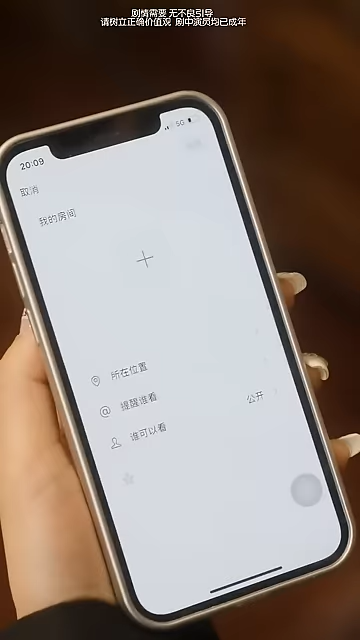 剧情需要 无不良引导
请树立正确价值观 剧中演员均已成年
20:09
5G
取消
我的房间
所在位置
提醒谁看
公开
谁可以看